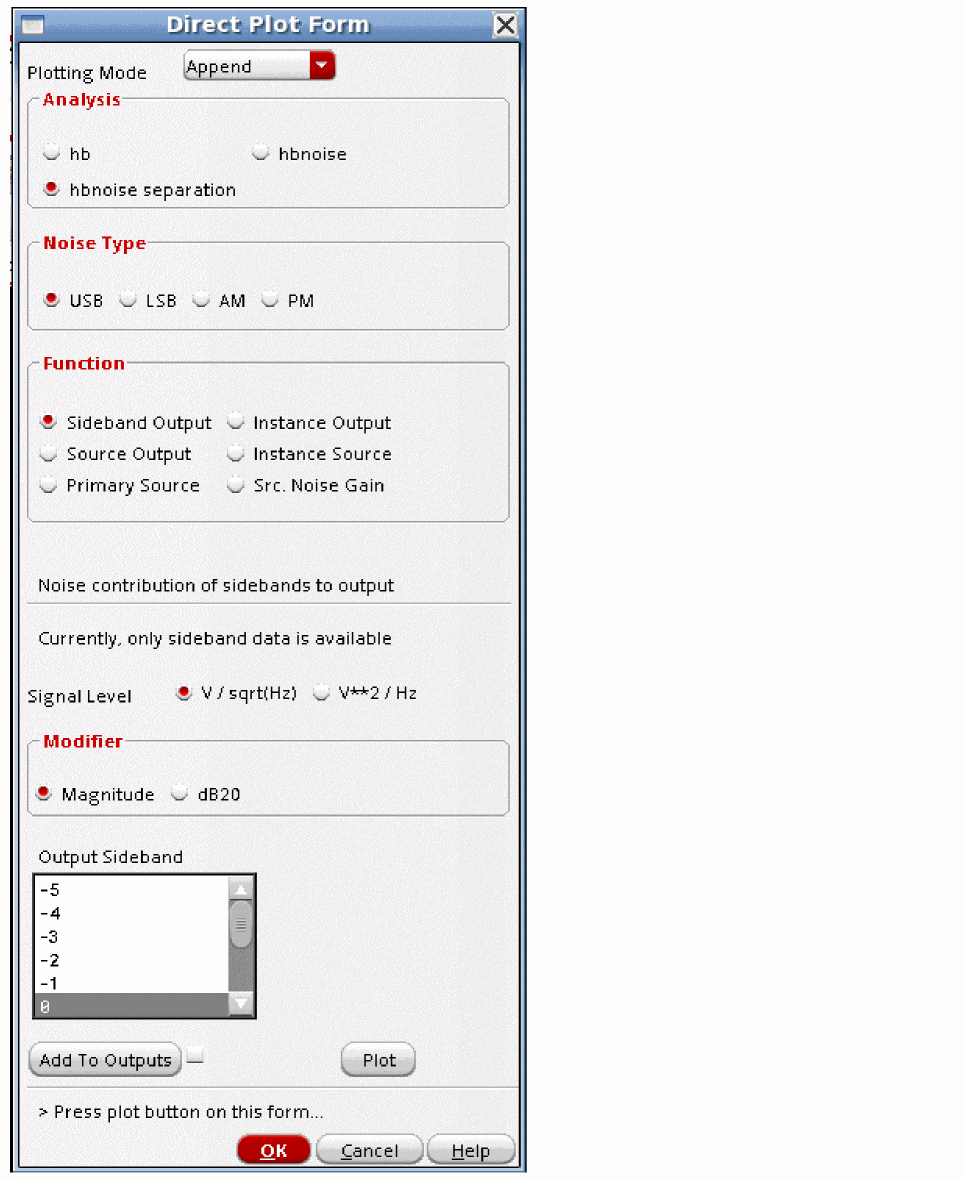 Direct Plot Form
Plotting Mode Append
Analysis
hb hbnoise
hbnoise separation
Noise Type
USB LSB AM PM
Function
Sideband Output Instance Output
Source Output Instance Source
Primary Source Src. Noise Gain
Noise contribution of sidebands to output
Currently, only sideband data is available
Signal Level V / sqrt(Hz) V**2 / Hz
Modifier
Magnitude dB20
Output Sideband
-5
-4
-3
-2
-1
0
Add To Outputs Plot
> Press plot button on this form...
OK Cancel Help